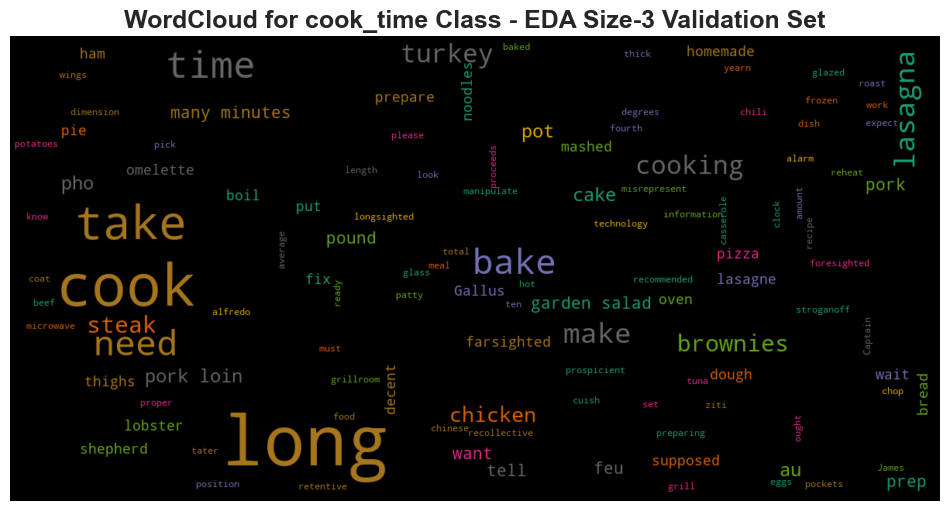 WordCloud for cook_time Class - EDA Size-3 Validation Set
ham
time
turkey
baked
thick
homemade
yearn
glazed
roast
lasagna
wings
noodles
prepare
frozen
work
dimension
many minutes
degrees
chili
pie
pot
please
fourth
dish
expect
potatoes
pick
mashed
proceeds
omelette
length
look
cooking
alarm
reheat
pho
manipulate
cake
misrepresent
pork
boil
put
longsighted
amount
clock
casserole
information
technology
recipe
know
take
average
pound
total
bake
pizza
foresighted
meal
coat
cook
fix
ready
glass
hot
recommended
lasagne
beef
patty
Gallus
ten
garden salad
oven
alfredo
stroganoff
microwave
steak
need
must
farsighted
make
brownies
Captain
prospicient
thighs
pork loin
grillroom
decent
tuna
dough
wait
bread
chop
proper
cuish
set
ziti
long
food
chicken
lobster
chinese
recollective
preparing
ought
shepherd
tater
want
tell
feu
supposed
au
James
position
retentive
grill
eggs
pockets
prep